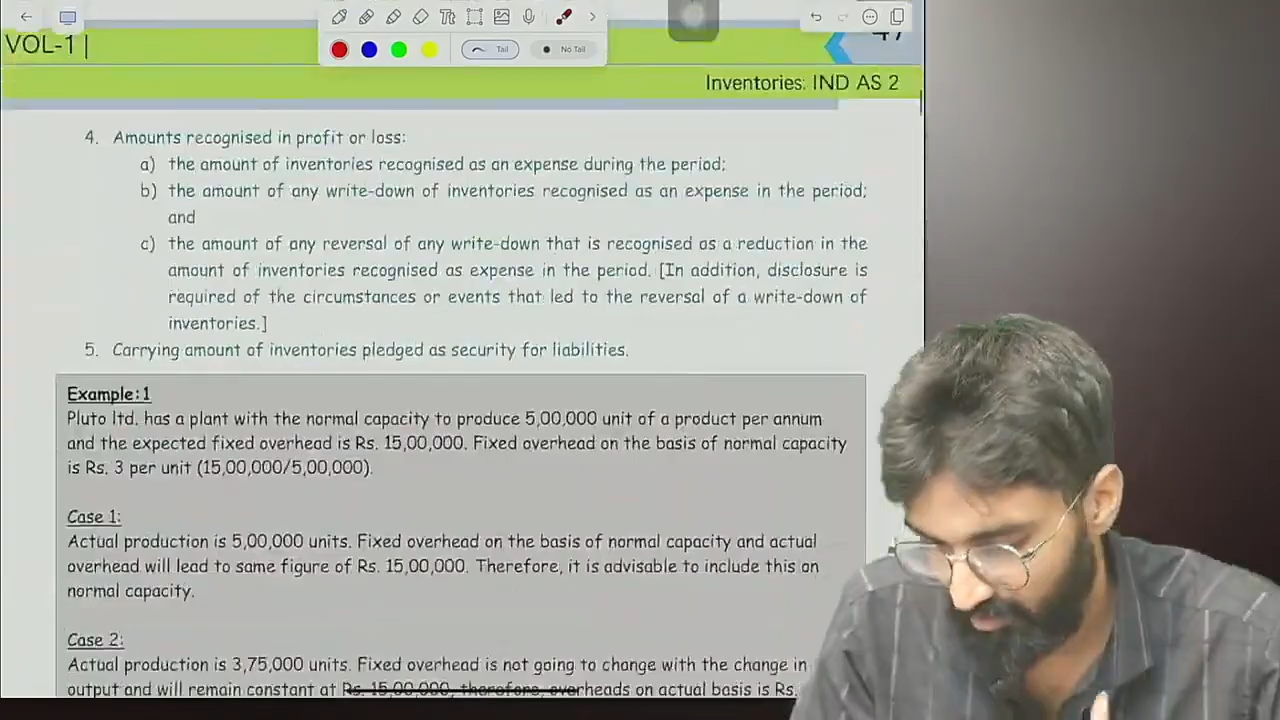 VOL-1 |
Tail
No Tail
Inventories: IND AS 2
4. Amounts recognised in profit or loss:
a) the amount of inventories recognised as an expense during the period;
b) the amount of any write-down of inventories recognised as an expense in the period;
and
c) the amount of any reversal of any write-down that is recognised as a reduction in the
amount of inventories recognised as expense in the period. [In addition, disclosure is
required of the circumstances or events that led to the reversal of a write-down of
inventories.]
5. Carrying amount of inventories pledged as security for liabilities.
Example:1
Pluto ltd. has a plant with the normal capacity to produce 5,00,000 unit of a product per annum
and the expected fixed overhead is Rs. 15,00,000. Fixed overhead on the basis of normal capacity
is Rs. 3 per unit (15,00,000/5,00,000).
Case 1:
Actual production is 5,00,000 units. Fixed overhead on the basis of normal capacity and actual
overhead will lead to same figure of Rs. 15,00,000. Therefore, it is advisable to include this on
normal capacity.
Case 2:
Actual production is 3,75,000 units. Fixed overhead is not going to change with the change in
output and will remain constant at Rs. 15,00,000, therefore, overheads on actual basis is Rs.